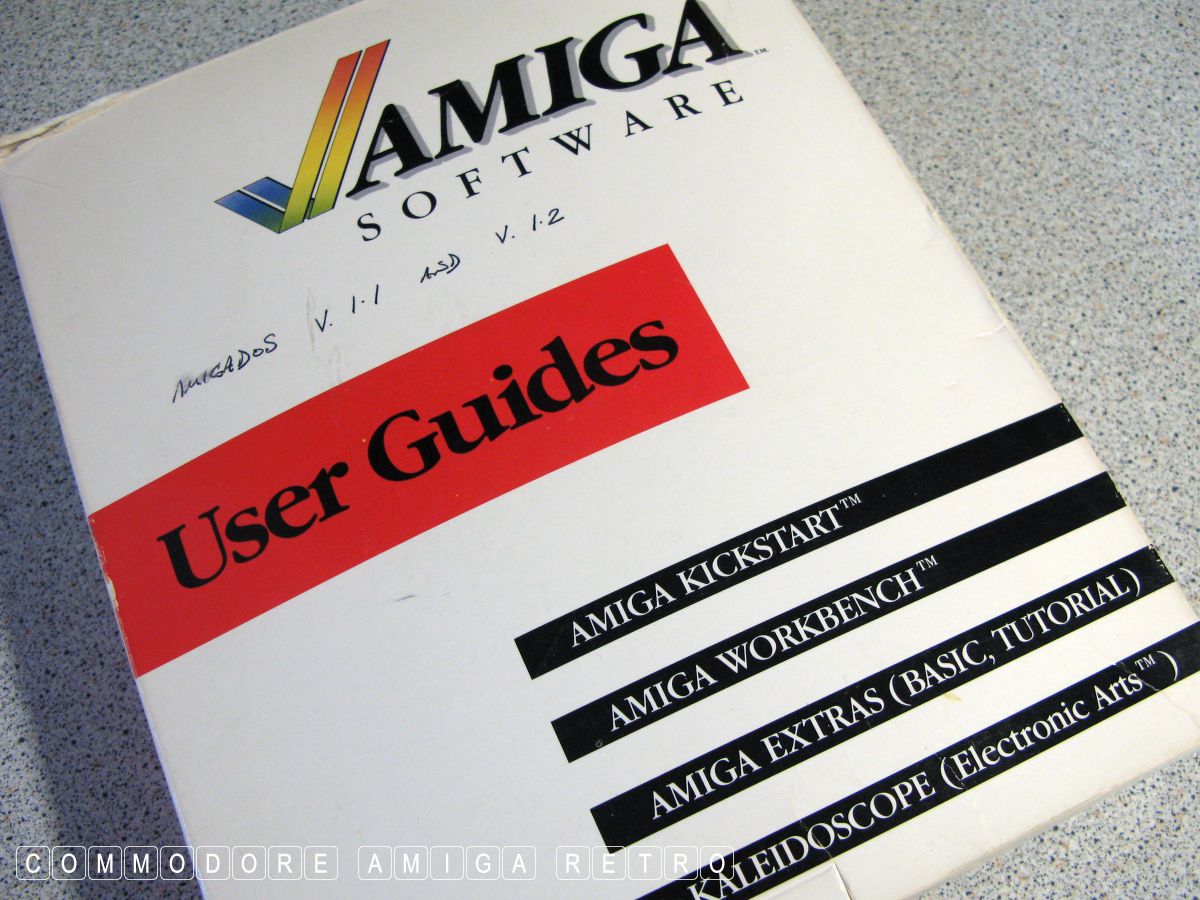 AMIGA™
SOFTWARE
AMIGADOS V. 1.1 AND V. 1.2
User Guides
AMIGA KICKSTART™
AMIGA WORKBENCH™
AMIGA EXTRAS (BASIC, TUTORIAL)
KALEIDOSCOPE (Electronic Arts™)
COMMODORE AMIGA RETRO